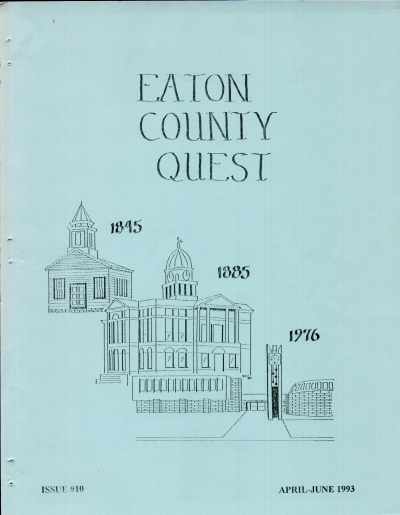 EATON
COUNTY
QUEST
1845
1885
1976
ISSUE #10
APRIL-JUNE 1993